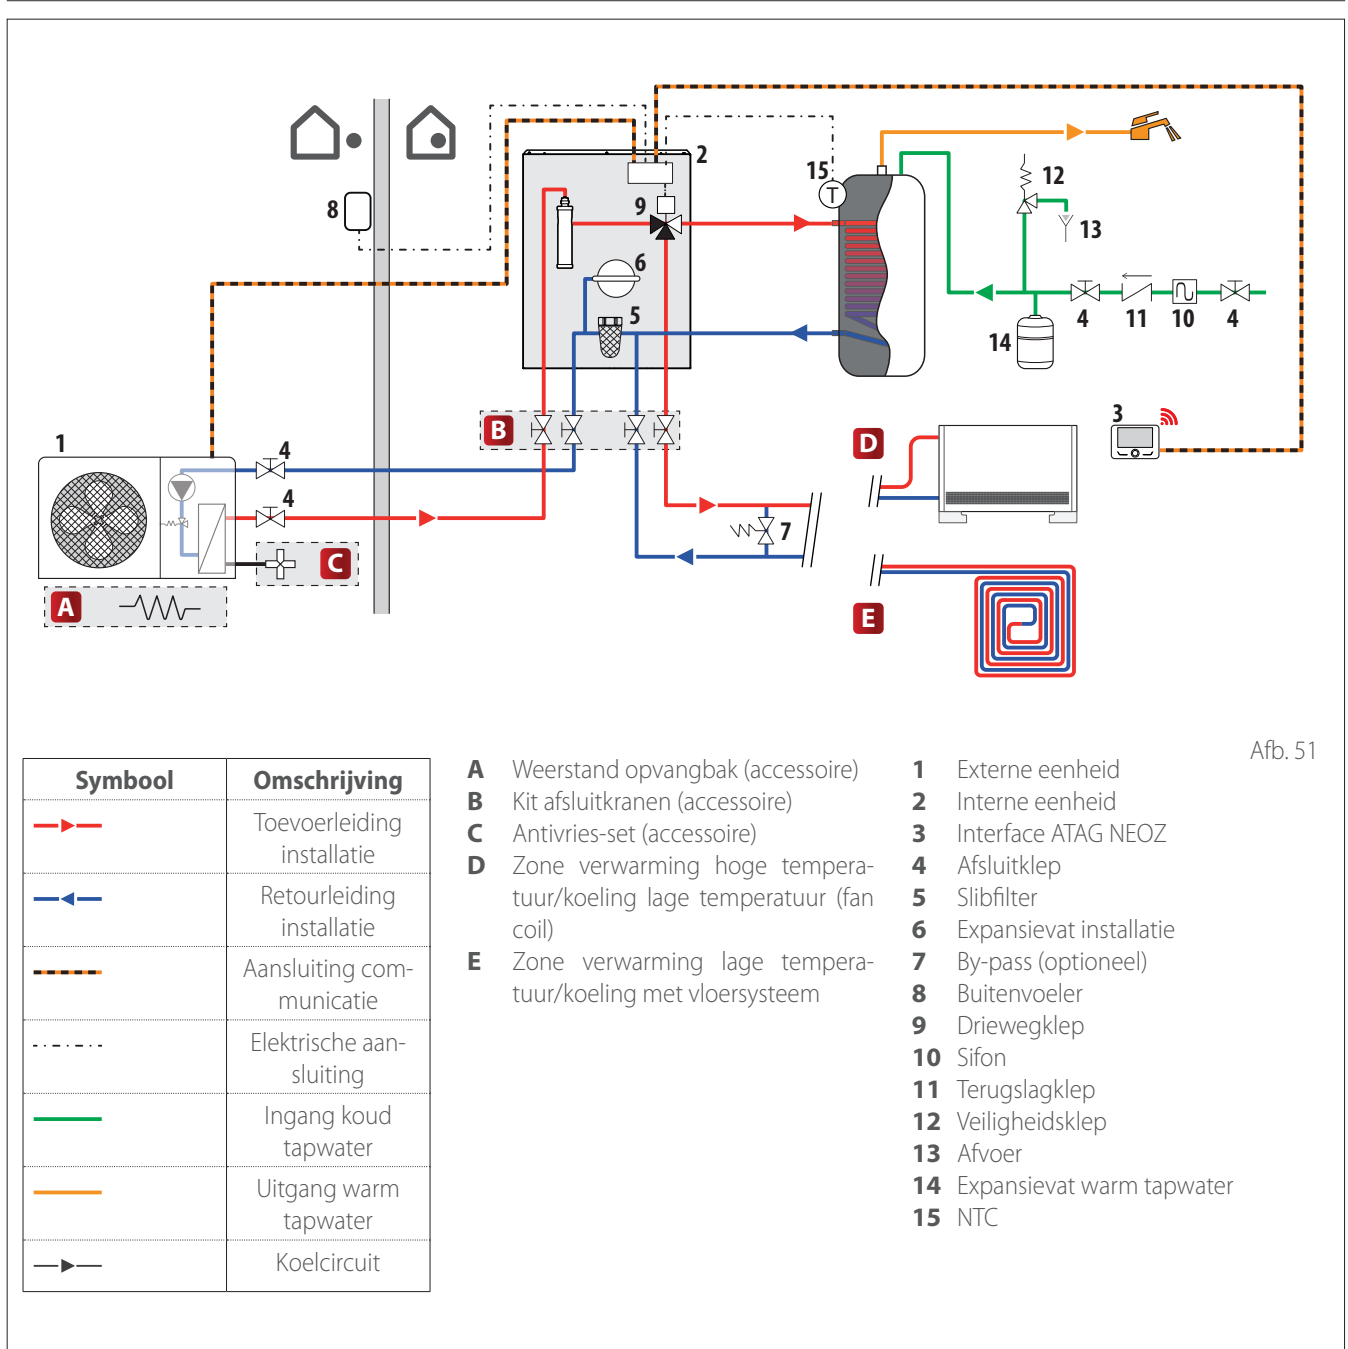 2
15
T
12
8
9
13
6
5
4
11
10
4
14
B
D
3
1
4
4
7
C
A
E
Afb. 51
Symbool Omschrijving
Toevoerleiding
installatie
Retourleiding
installatie
Aansluiting com-
municatie
Elektrische aan-
sluiting
Ingang koud
tapwater
Uitgang warm
tapwater
Koelcircuit
A Weerstand opvangbak (accessoire)
B Kit afsluitkranen (accessoire)
C Antivries-set (accessoire)
D Zone verwarming hoge tempera-
tuur/koeling lage temperatuur (fan
coil)
E Zone verwarming lage tempera-
tuur/koeling met vloersysteem
1 Externe eenheid
2 Interne eenheid
3 Interface ATAG NEOZ
4 Afsluitklep
5 Slibfilter
6 Expansievat installatie
7 By-pass (optioneel)
8 Buitenvoeler
9 Driewegklep
10 Sifon
11 Terugslagklep
12 Veiligheidsklep
13 Afvoer
14 Expansievat warm tapwater
15 NTC